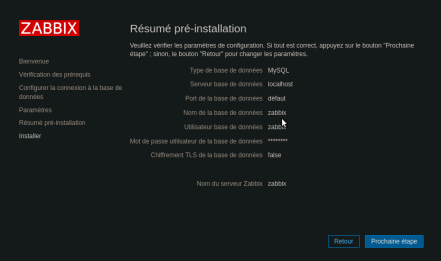 ZABBIX
Bienvenue
Vérification des prérequis
Configurer la connexion à la base de
données
Paramètres
Résumé pré-installation
Installer
Résumé pré-installation
Veuillez vérifier les paramètres de configuration. Si tout est correct, appuyez sur le bouton "Prochaine
étape" ; sinon, le bouton "Retour" pour changer les paramètres.
Type de base de données MySQL
Serveur base de données localhost
Port de la base de données défaut
Nom de la base de données zabbix
Utilisateur base de données zabbix
Mot de passe utilisateur de la base de données ********
Chiffrement TLS de la base de données false
Nom du serveur Zabbix zabbix
Retour Prochaine étape